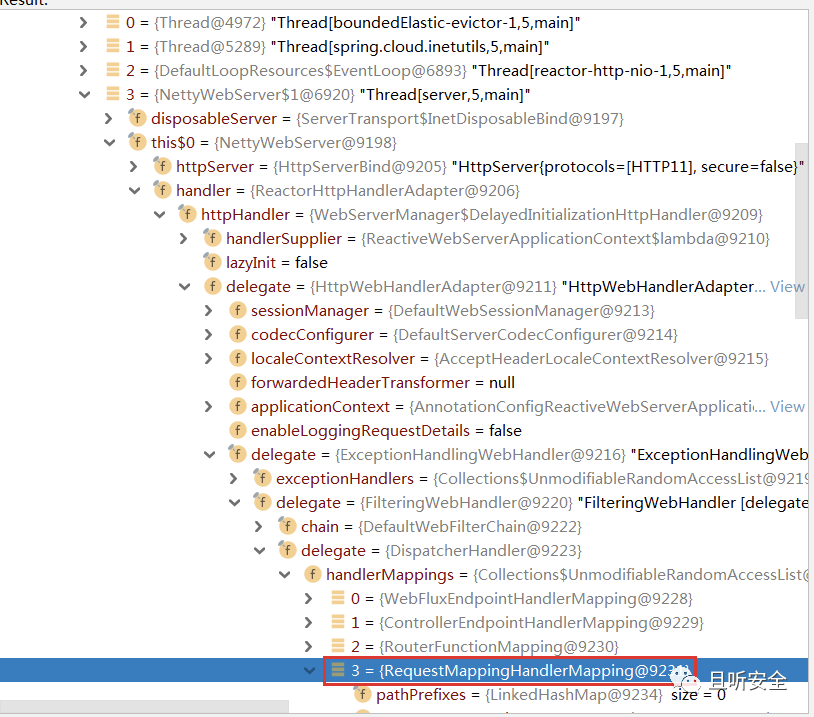 Result:
0 = {Thread@4972} "Thread[boundedElastic-evictor-1,5,main]"
1 = {Thread@5289} "Thread[spring.cloud.inetutils,5,main]"
2 = {DefaultLoopResources$EventLoop@6893} "Thread[reactor-http-nio-1,5,main]"
3 = {NettyWebServer$1@6920} "Thread[server,5,main]"
f disposableServer = {ServerTransport$InetDisposableBind@9197}
f this$0 = {NettyWebServer@9198}
f httpServer = {HttpServerBind@9205} "HttpServer{protocols=[HTTP11], secure=false}"
f handler = {ReactorHttpHandlerAdapter@9206}
f httpHandler = {WebServerManager$DelayedInitializationHttpHandler@9209}
f handlerSupplier = {ReactiveWebServerApplicationContext$lambda@9210}
f lazyInit = false
f delegate = {HttpWebHandlerAdapter@9211} "HttpWebHandlerAdapter... View
f sessionManager = {DefaultWebSessionManager@9213}
f codecConfigurer = {DefaultServerCodecConfigurer@9214}
f localeContextResolver = {AcceptHeaderLocaleContextResolver@9215}
f forwardedHeaderTransformer = null
f applicationContext = {AnnotationConfigReactiveWebServerApplicati... View
f enableLoggingRequestDetails = false
f delegate = {ExceptionHandlingWebHandler@9216} "ExceptionHandlingWeb
f exceptionHandlers = {Collections$UnmodifiableRandomAccessList@9219
f delegate = {FilteringWebHandler@9220} "FilteringWebHandler [delegate
f chain = {DefaultWebFilterChain@9222}
f delegate = {DispatcherHandler@9223}
f handlerMappings = {Collections$UnmodifiableRandomAccessList@
0 = {WebFluxEndpointHandlerMapping@9228}
1 = {ControllerEndpointHandlerMapping@9229}
2 = {RouterFunctionMapping@9230}
3 = {RequestMappingHandlerMapping@9231}
f pathPrefixes = {LinkedHashMap@9234} size = 0
且听安全